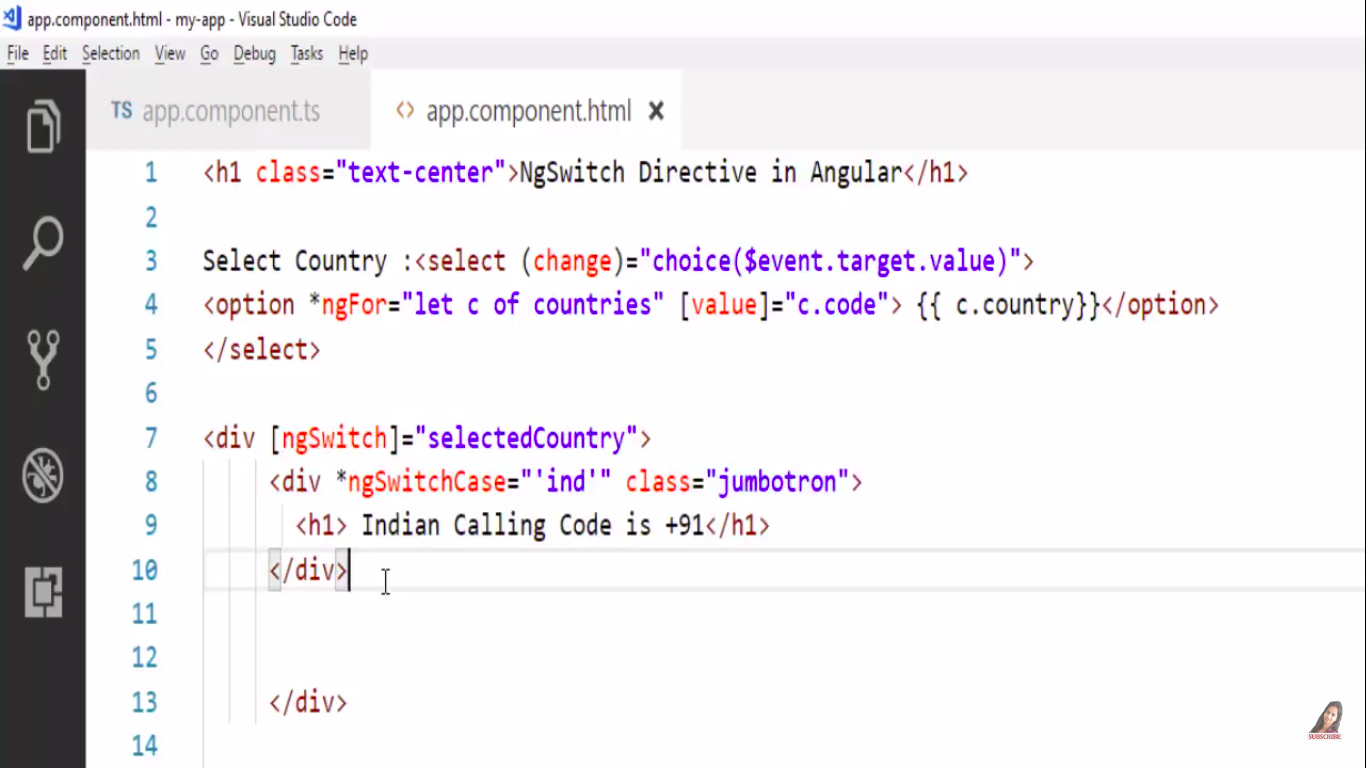 app.component.html - my-app - Visual Studio Code
File Edit Selection View Go Debug Tasks Help
TS app.component.ts <> app.component.html ×
1 <h1 class="text-center">NgSwitch Directive in Angular</h1>
2
3 Select Country :<select (change)="choice($event.target.value)">
4 <option *ngFor="let c of countries" [value]="c.code"> {{ c.country}}</option>
5 </select>
6
7 <div [ngSwitch]="selectedCountry">
8 <div *ngSwitchCase="'ind'" class="jumbotron">
9 <h1> Indian Calling Code is +91</h1>
10 </div>
11
12
13 </div>
14
SUBSCRIBE